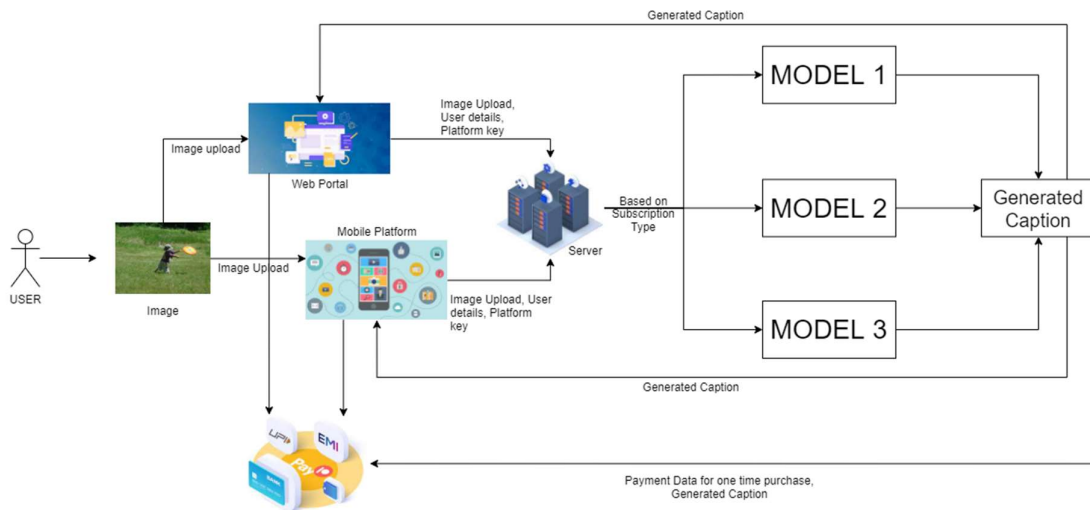 Generated Caption
MODEL 1
Image Upload,
User details,
Platform key
Image upload
Web Portal
Based on
Subscription
Type
MODEL 2
Generated
Caption
Mobile Platform
Server
USER
Image Upload
Image
Image Upload, User
details, Platform
key
MODEL 3
Generated Caption
UPI
EMI
Pay
Payment Data for one time purchase,
Generated Caption